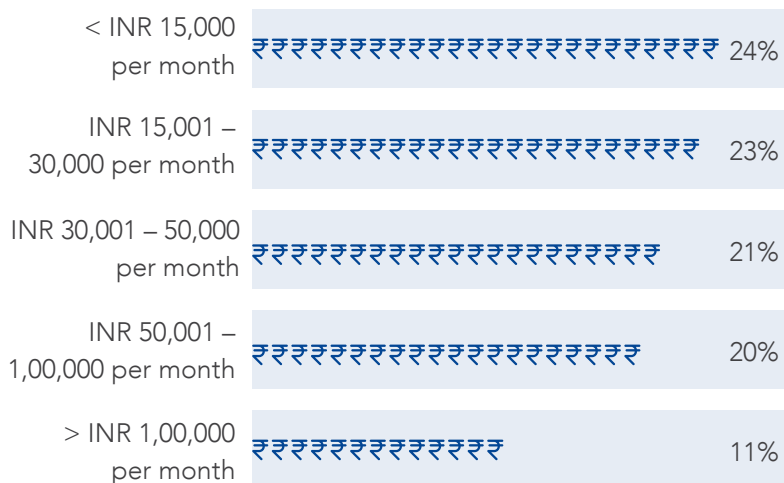 < INR 15,000
per month
₹₹₹₹₹₹₹₹₹₹₹₹₹₹₹₹₹₹₹₹₹₹₹₹ 24%
INR 15,001 –
30,000 per month
₹₹₹₹₹₹₹₹₹₹₹₹₹₹₹₹₹₹₹₹₹₹₹ 23%
INR 30,001 – 50,000
per month
₹₹₹₹₹₹₹₹₹₹₹₹₹₹₹₹₹₹₹₹₹ 21%
INR 50,001 –
1,00,000 per month
₹₹₹₹₹₹₹₹₹₹₹₹₹₹₹₹₹₹₹₹ 20%
> INR 1,00,000
per month
₹₹₹₹₹₹₹₹₹₹₹₹₹ 11%